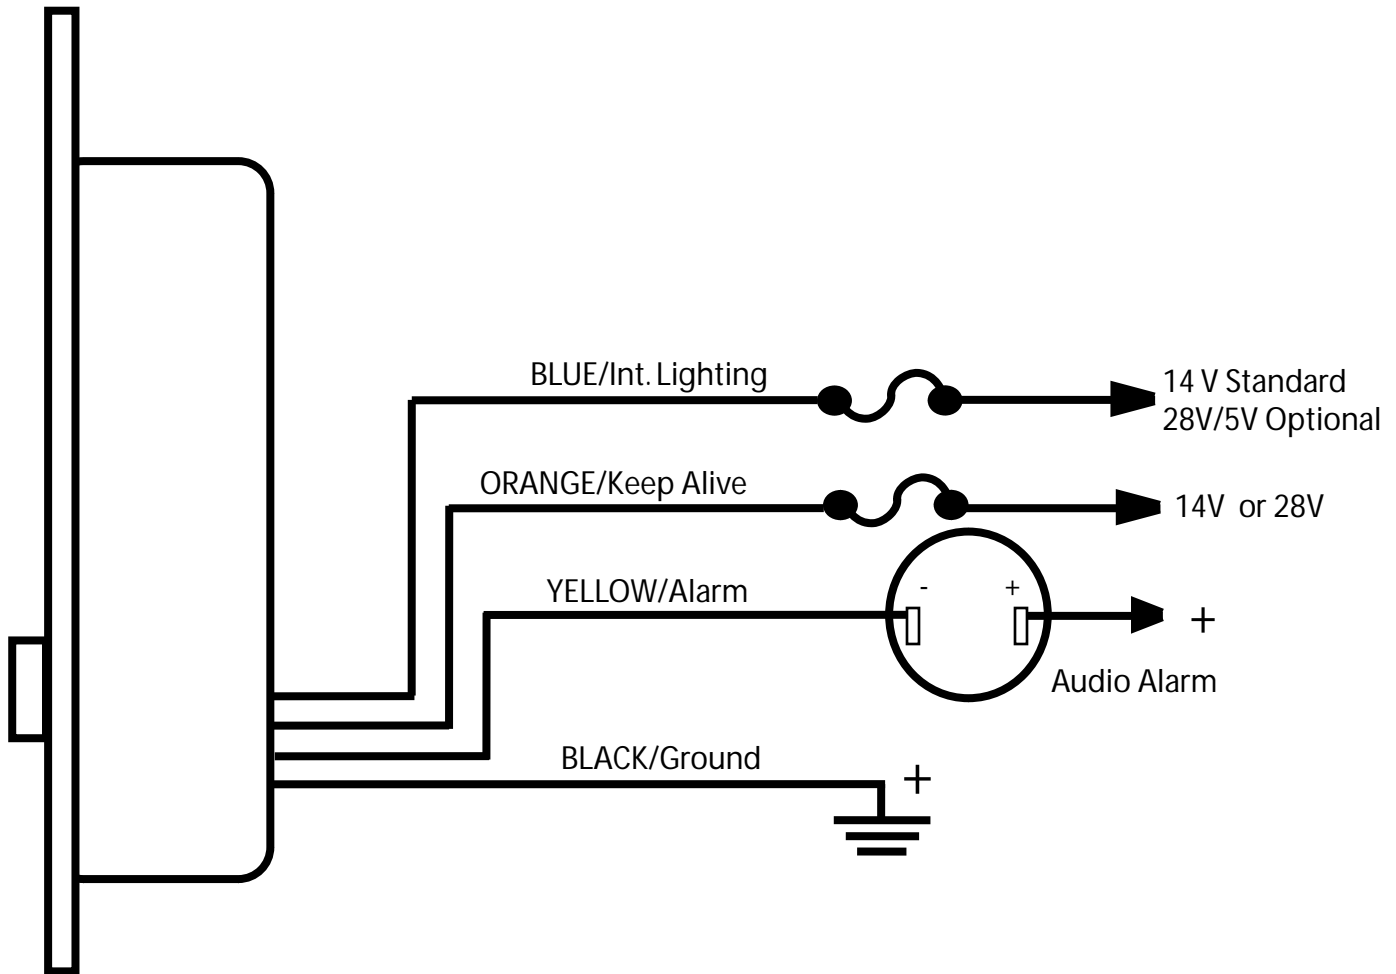 BLUE/Int. Lighting
14 V Standard
28V/5V Optional
ORANGE/Keep Alive
14V or 28V
YELLOW/Alarm
- +
+
Audio Alarm
BLACK/Ground
+